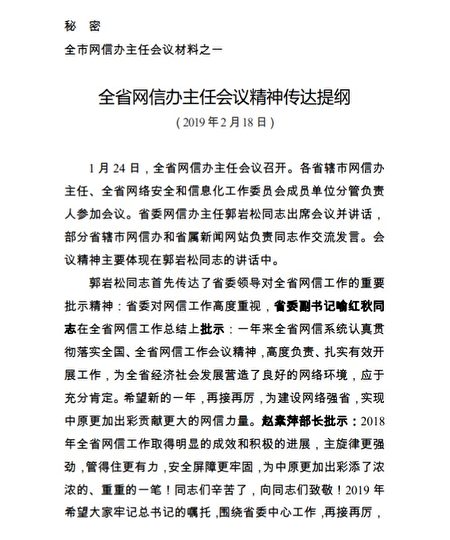 秘 密
全市网信办主任会议材料之一
全省网信办主任会议精神传达提纲
（2019年2月18日）
1月24日，全省网信办主任会议召开。各省辖市网信办
主任、全省网络安全和信息化工作委员会成员单位分管负责
人参加会议。省委网信办主任郭岩松同志出席会议并讲话，
部分省辖市网信办和省属新闻网站负责同志作交流发言。会
议精神主要体现在郭岩松同志的讲话中。
郭岩松同志首先传达了省委领导对全省网信工作的重要
批示精神：省委对网信工作高度重视，省委副书记喻红秋同
志在全省网信工作总结上批示：一年来全省网信系统认真贯
彻落实全国、全省网信工作会议精神，高度负责、扎实有效开
展工作，为全省经济社会发展营造了良好的网络环境，应于
充分肯定。希望新的一年，再接再厉，为建设网络强省，实现
中原更加出彩贡献更大的网信力量。赵素萍部长批示：2018
年全省网信工作取得明显的成效和积极的进展，主旋律更强
劲，管得住更有力，安全屏障更牢固，为中原更加出彩添了浓
浓的、重重的一笔！同志们辛苦了，向同志们致敬！2019年
希望大家牢记总书记的嘱托，围绕省委中心工作，再接再厉，